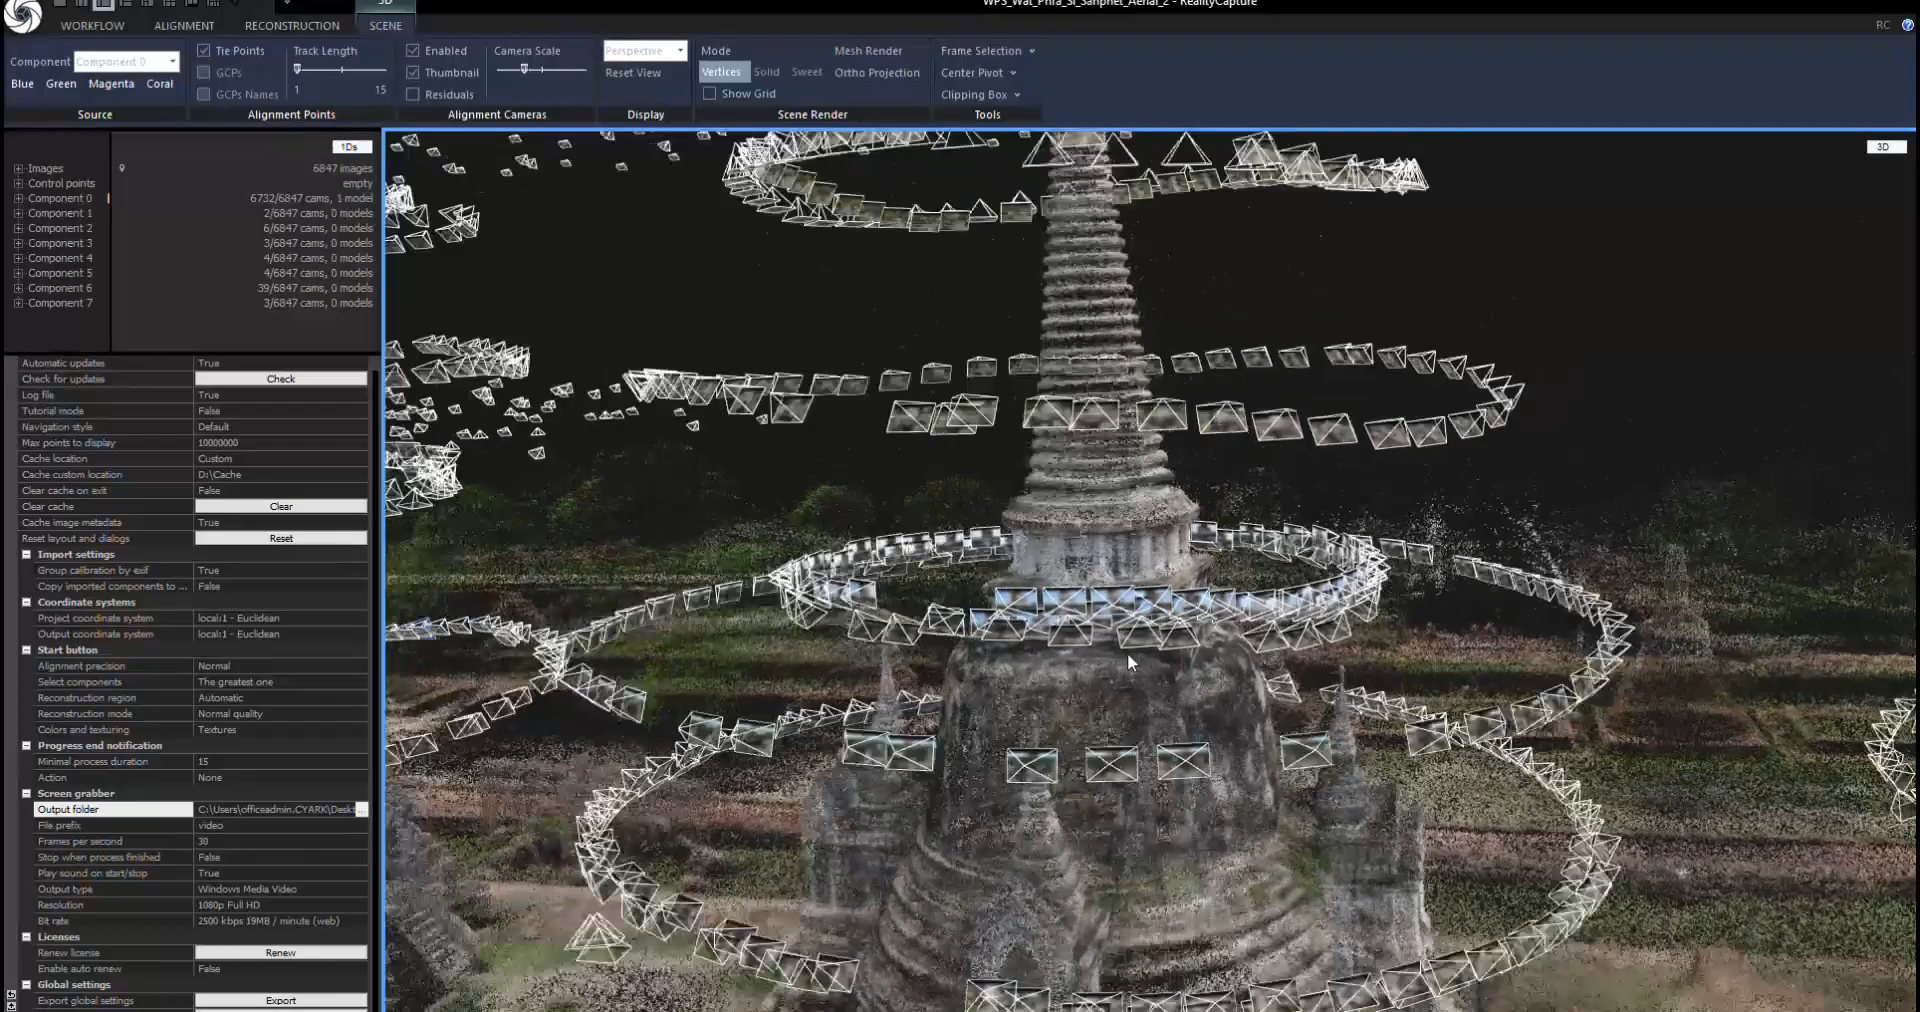 3D
WPS_Wat_Phra_Si_Sanphet_Aerial_2 - RealityCapture
WORKFLOW ALIGNMENT RECONSTRUCTION SCENE RC
Component Component 0
Blue Green Magenta Coral
Source
Tie Points
GCPs
GCPs Names
Track Length
1 15
Alignment Points
Enabled
Thumbnail
Residuals
Camera Scale
Alignment Cameras
Perspective
Reset View
Display
Mode Mesh Render
Vertices Solid Sweet Ortho Projection
Show Grid
Scene Render
Frame Selection
Center Pivot
Clipping Box
Tools
1Ds
3D
Images 6847 images
Control points empty
Component 0 6732/6847 cams, 1 model
Component 1 2/6847 cams, 0 models
Component 2 6/6847 cams, 0 models
Component 3 3/6847 cams, 0 models
Component 4 4/6847 cams, 0 models
Component 5 4/6847 cams, 0 models
Component 6 39/6847 cams, 0 models
Component 7 3/6847 cams, 0 models
Automatic updates True
Check for updates Check
Log file True
Tutorial mode False
Navigation style Default
Max points to display 10000000
Cache location Custom
Cache custom location D:\Cache
Clear cache on exit False
Clear cache Clear
Cache image metadata True
Reset layout and dialogs Reset
Import settings
Group calibration by exif True
Copy imported components to ... False
Coordinate systems
Project coordinate system local:1 - Euclidean
Output coordinate system local:1 - Euclidean
Start button
Alignment precision Normal
Select components The greatest one
Reconstruction region Automatic
Reconstruction mode Normal quality
Colors and texturing Textures
Progress end notification
Minimal process duration 15
Action None
Screen grabber
Output folder C:\Users\officeadmin.CYARK\Deskt ...
File prefix video
Frames per second 30
Stop when process finished False
Play sound on start/stop True
Output type Windows Media Video
Resolution 1080p Full HD
Bit rate 2500 kbps 19MB / minute (web)
Licenses
Renew license Renew
Enable auto renew False
Global settings
Export global settings Export